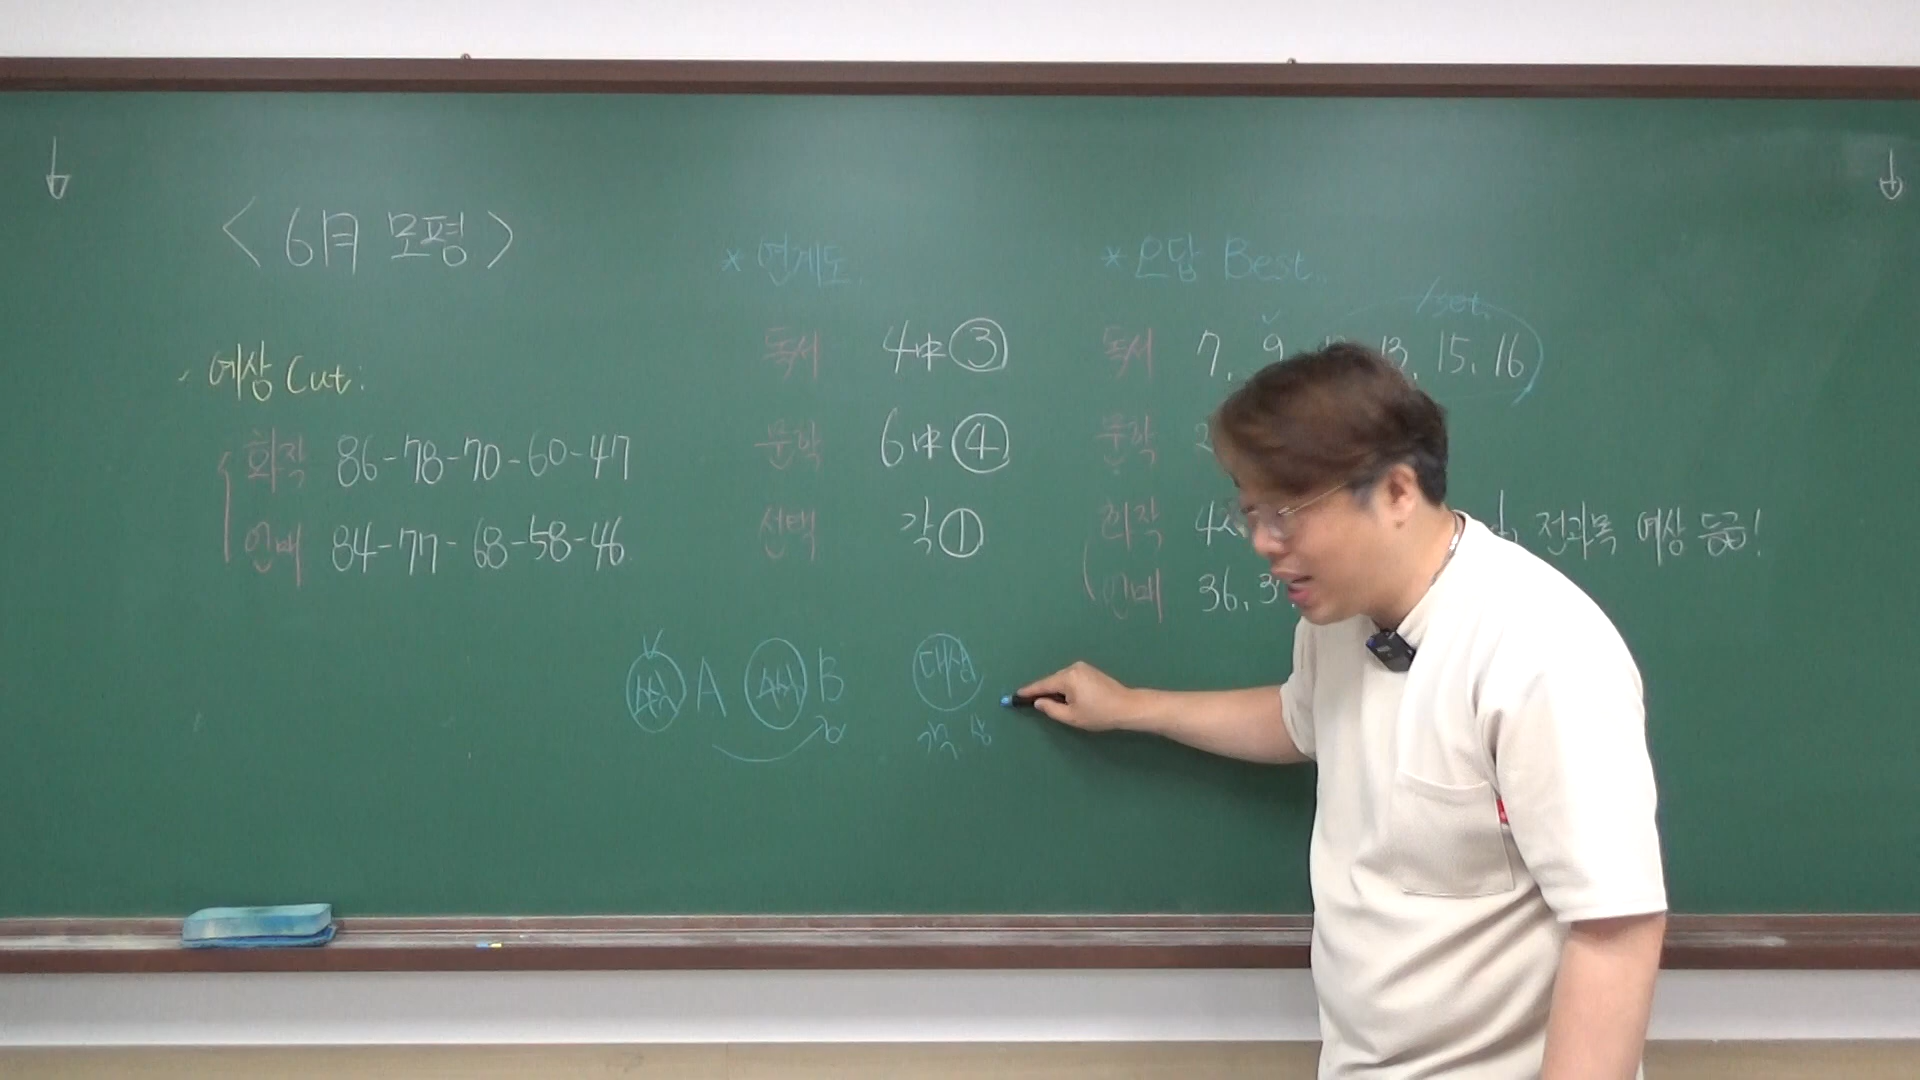 < 6月 모평 >
예상 Cut:
화작 86-78-70-60-47
언매 84-77-68-58-46
* 연계도.
독서 4中 ③
문학 6中 ④
선택 각 ①
* 오답 Best..
1set.
독서 7, 9, 13, 15, 16
문학 2
화작 4 전과목 예상 등급!
언매 36, 3
A B 대상